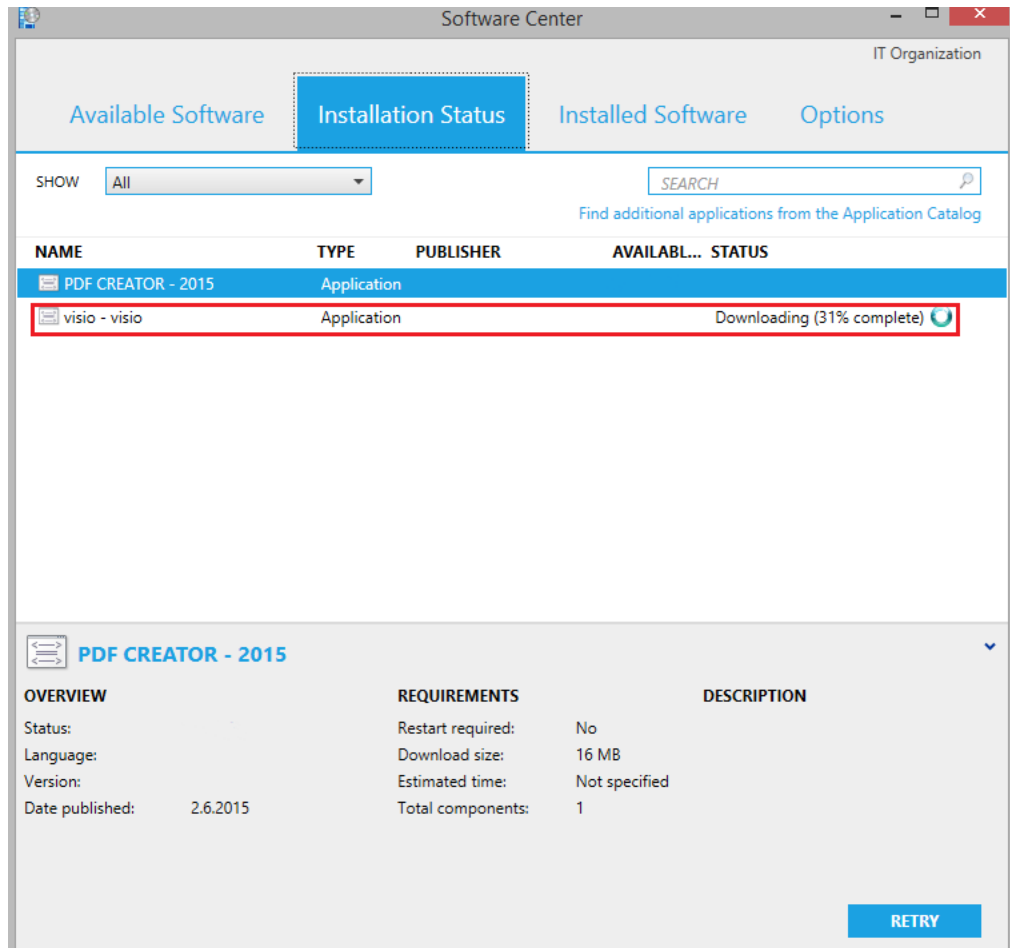 Software Center
IT Organization
Available Software Installation Status Installed Software Options
SHOW All SEARCH
Find additional applications from the Application Catalog
NAME TYPE PUBLISHER AVAILABL... STATUS
PDF CREATOR - 2015 Application
visio - visio Application Downloading (31% complete)
PDF CREATOR - 2015
OVERVIEW REQUIREMENTS DESCRIPTION
Status: Restart required: No
Language: Download size: 16 MB
Version: Estimated time: Not specified
Date published: 2.6.2015 Total components: 1
RETRY